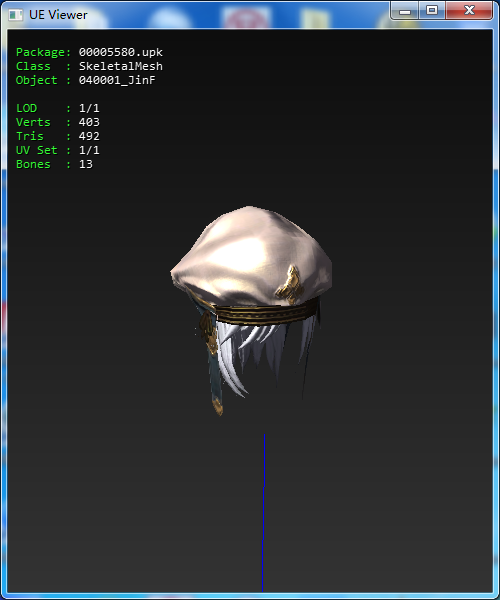 UE Viewer
Package: 00005580.upk
Class : SkeletalMesh
Object : 040001_JinF
LOD : 1/1
Verts : 403
Tris : 492
UV Set : 1/1
Bones : 13